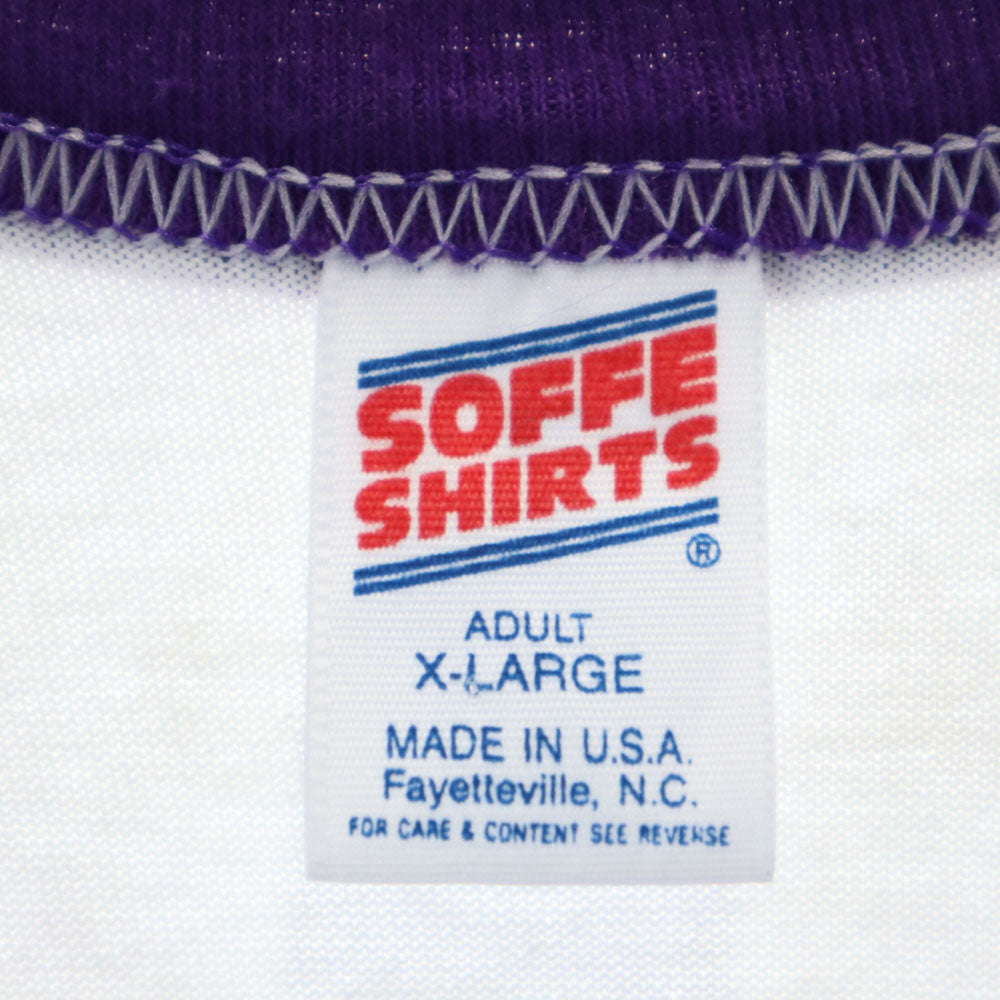 SOFFE
SHIRTS
®
ADULT
X-LARGE
MADE IN U.S.A.
Fayetteville, N.C.
FOR CARE & CONTENT SEE REVERSE